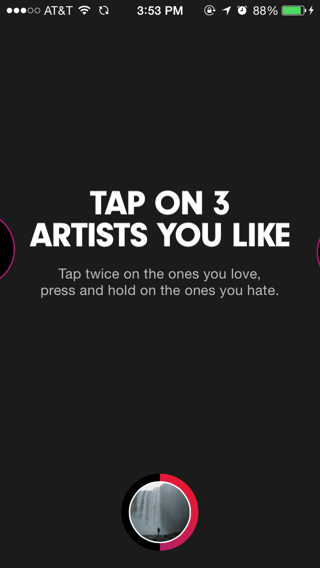 AT&T 3:53 PM 88%
TAP ON 3
ARTISTS YOU LIKE
Tap twice on the ones you love,
press and hold on the ones you hate.